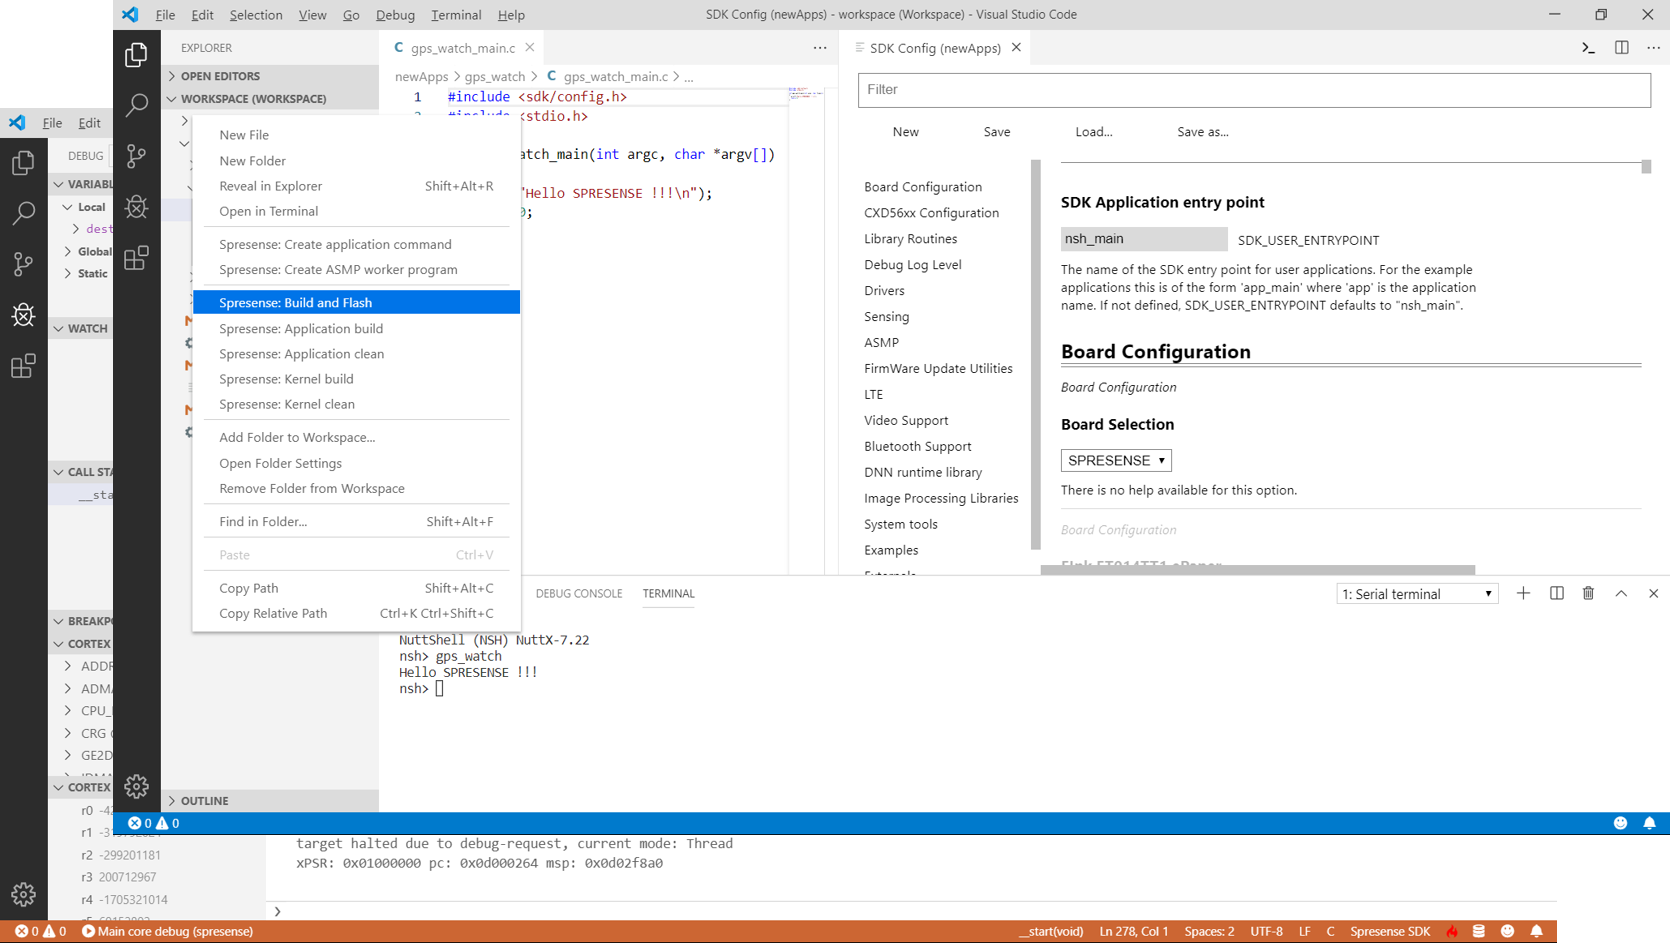 File Edit Selection View Go Debug Terminal Help
SDK Config (newApps) - workspace (Workspace) - Visual Studio Code
EXPLORER
OPEN EDITORS
WORKSPACE (WORKSPACE)
gps_watch_main.c
newApps > gps_watch > C gps_watch_main.c > ...
1 #include <sdk/config.h>
#include <stdio.h>
atch_main(int argc, char *argv[])
"Hello SPRESENSE !!!\n");
0;
New File
New Folder
Reveal in Explorer Shift+Alt+R
Open in Terminal
Spresense: Create application command
Spresense: Create ASMP worker program
Spresense: Build and Flash
Spresense: Application build
Spresense: Application clean
Spresense: Kernel build
Spresense: Kernel clean
Add Folder to Workspace...
Open Folder Settings
Remove Folder from Workspace
Find in Folder... Shift+Alt+F
Paste Ctrl+V
Copy Path Shift+Alt+C
Copy Relative Path Ctrl+K Ctrl+Shift+C
OUTLINE
SDK Config (newApps)
Filter
New Save Load... Save as...
Board Configuration
CXD56xx Configuration
Library Routines
Debug Log Level
Drivers
Sensing
ASMP
FirmWare Update Utilities
LTE
Video Support
Bluetooth Support
DNN runtime library
Image Processing Libraries
System tools
Examples
SDK Application entry point
nsh_main SDK_USER_ENTRYPOINT
The name of the SDK entry point for user applications. For the example
applications this is of the form 'app_main' where 'app' is the application
name. If not defined, SDK_USER_ENTRYPOINT defaults to "nsh_main".
Board Configuration
Board Configuration
Board Selection
SPRESENSE
There is no help available for this option.
Board Configuration
DEBUG CONSOLE TERMINAL
1: Serial terminal
NuttShell (NSH) NuttX-7.22
nsh> gps_watch
Hello SPRESENSE !!!
nsh>
0 0
File Edit
DEBUG
VARIABL
Local
dest
Global
Static
WATCH
CALL STA
__sta
BREAKPO
CORTEX
ADDR
ADMA
CPU_
CRG
GE2D
CORTEX
r0
r1
r2 -299201181
r3 200712967
r4 -1705321014
target halted due to debug-request, current mode: Thread
xPSR: 0x01000000 pc: 0x0d000264 msp: 0x0d02f8a0
>
0 0 Main core debug (spresense)
__start(void) Ln 278, Col 1 Spaces: 2 UTF-8 LF C Spresense SDK